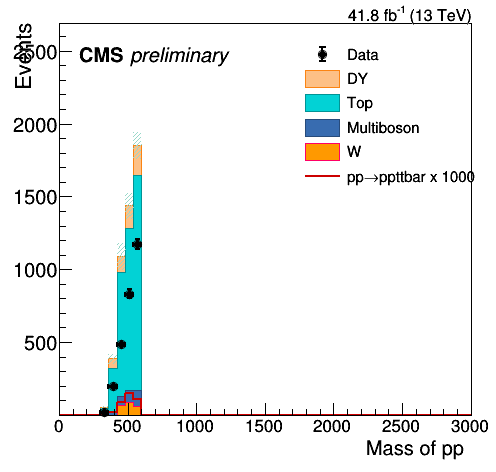 41.8 fb⁻¹ (13 TeV)
Events
CMS preliminary
Data
DY
Top
Multiboson
W
pp→ppttbar x 1000
2500
2000
1500
1000
500
0 500 1000 1500 2000 2500 3000
Mass of pp